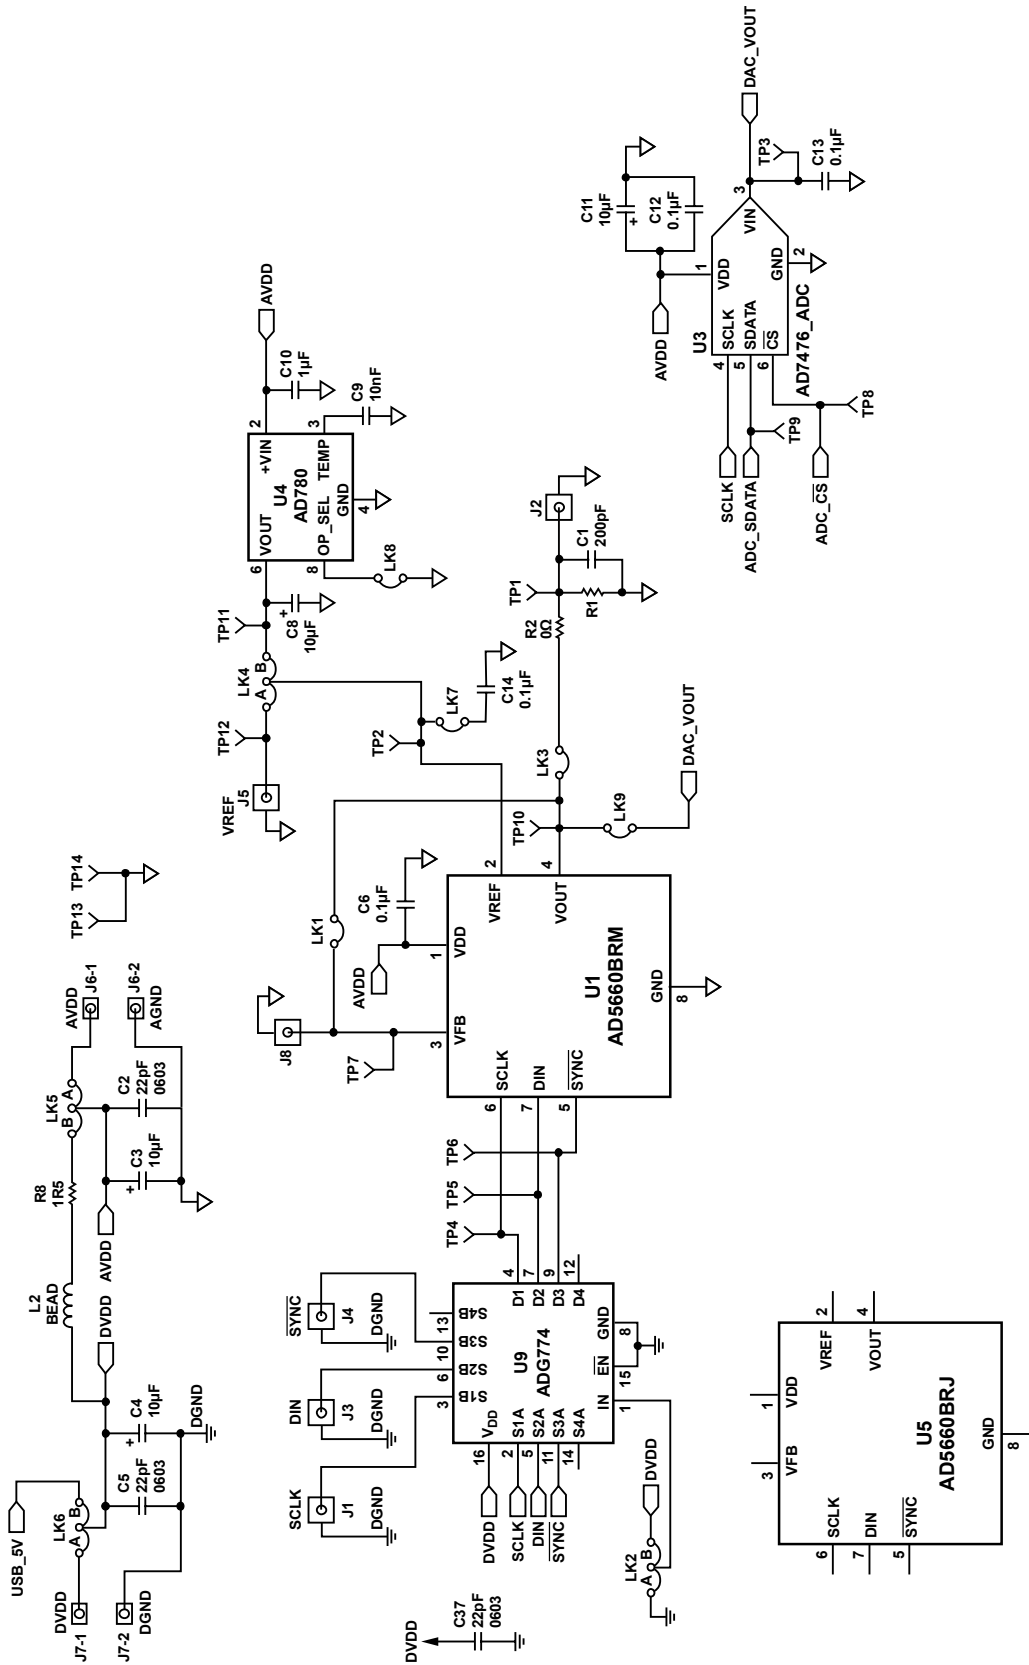 USB_5V
DVDD
J7-1
LK6
A
B
J7-2
DGND
C5
22pF
0603
C4
10µF
+
DGND
DVDD
L2
BEAD
AVDD
R8
1R5
LK5
B
A
C3
10µF
+
C2
22pF
0603
AVDD
J6-1
J6-2
AGND
TP13
TP14
VREF
J5
TP12
LK4
A
B
TP11
C8
10µF
+
6
VOUT
+VIN
2
U4
AD780
8
OP_SEL
TEMP
3
GND
4
C10
1µF
AVDD
C9
10nF
LK8
SCLK
J1
DGND
DIN
J3
DGND
SYNC
J4
DGND
DVDD
C37
22pF
0603
DVDD
16
VDD
3
S1B
6
S2B
10
S3B
13
S4B
U9
ADG774
SCLK
2
S1A
DIN
5
S2A
SYNC
11
S3A
14
S4A
IN
1
EN
15
GND
8
D1
4
D2
7
D3
9
D4
12
LK2
A
B
DVDD
TP4
TP5
TP6
6
SCLK
7
DIN
5
SYNC
J8
TP7
3
VFB
LK1
AVDD
C6
0.1µF
1
VDD
U1
AD5660BRM
VREF
2
VOUT
4
GND
8
TP2
LK7
C14
0.1µF
TP10
LK3
LK9
DAC_VOUT
R2
0Ω
TP1
R1
C1
200pF
J2
SCLK
ADC_SDATA
TP9
ADC_CS
TP8
4
SCLK
5
SDATA
6
CS
U3
AD7476_ADC
AVDD
1
VDD
GND
2
VIN
3
C11
10µF
+
C12
0.1µF
TP3
C13
0.1µF
DAC_VOUT
6
SCLK
7
DIN
5
SYNC
3
VFB
1
VDD
U5
AD5660BRJ
VREF
2
VOUT
4
GND
8